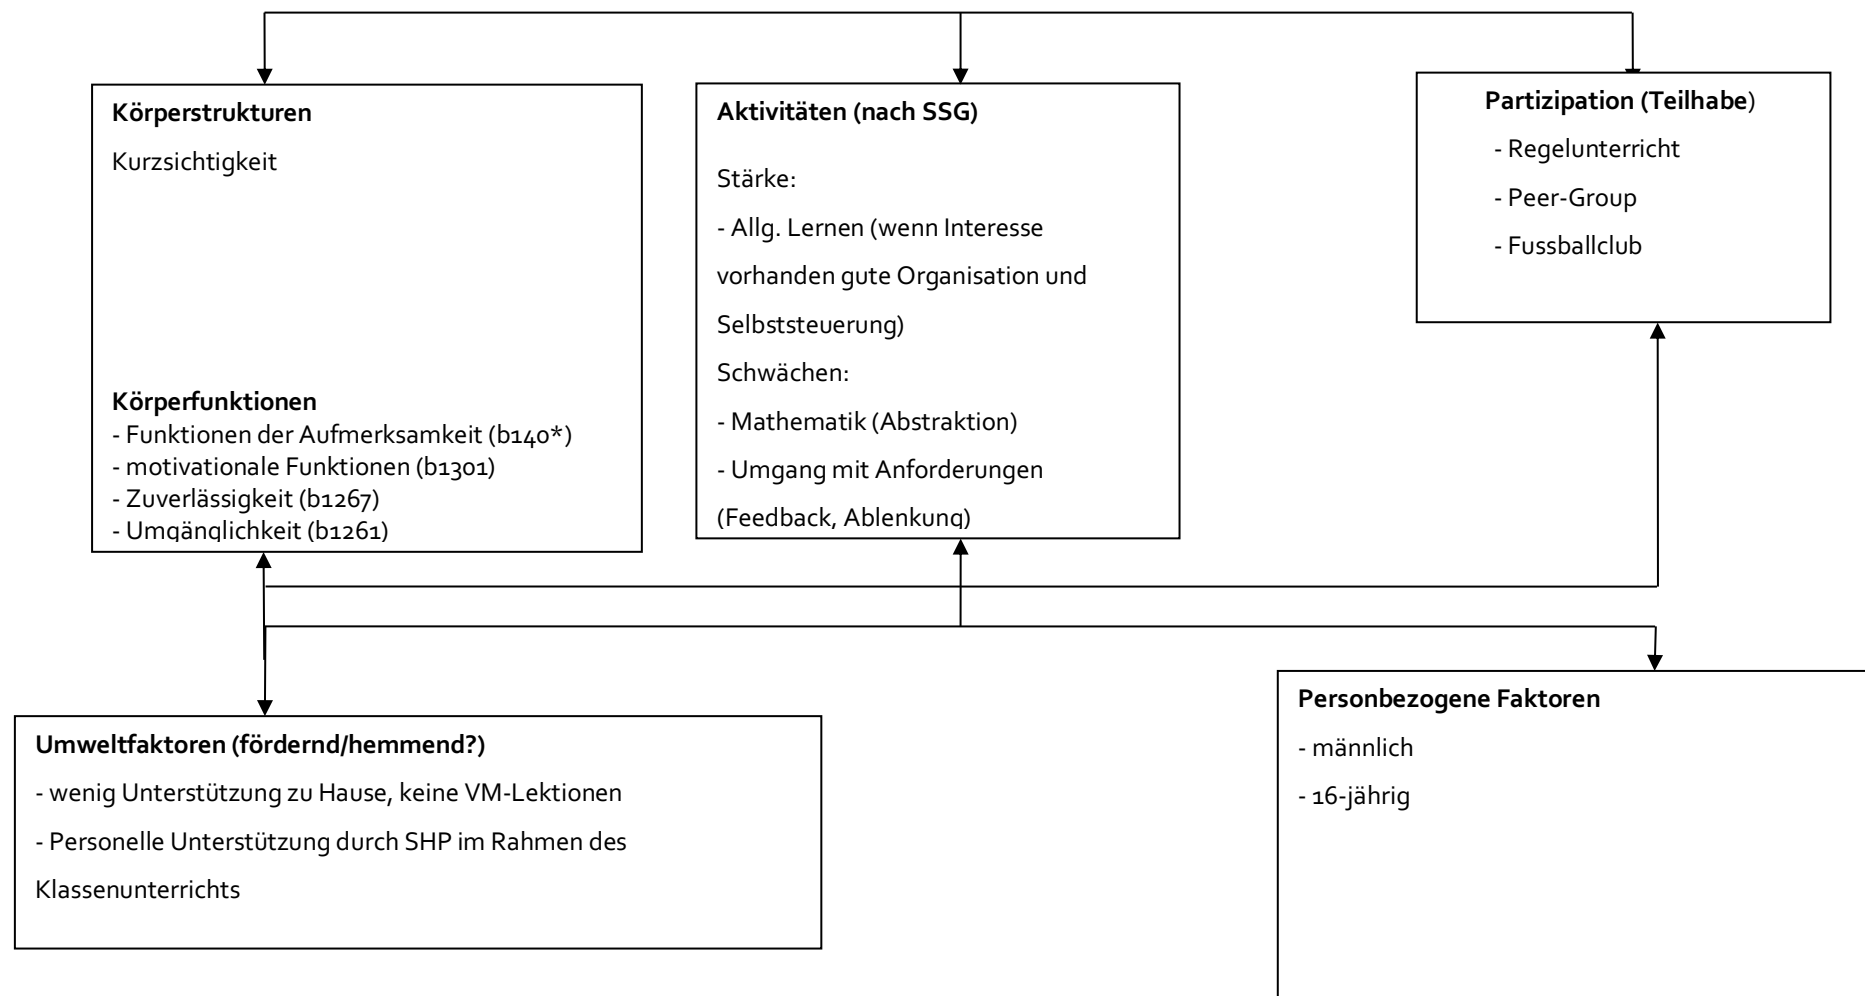 Körperstrukturen
Kurzsichtigkeit
Körperfunktionen
- Funktionen der Aufmerksamkeit (b140*)
- motivationale Funktionen (b1301)
- Zuverlässigkeit (b1267)
- Umgänglichkeit (b1261)
Aktivitäten (nach SSG)
Stärke:
- Allg. Lernen (wenn Interesse
vorhanden gute Organisation und
Selbststeuerung)
Schwächen:
- Mathematik (Abstraktion)
- Umgang mit Anforderungen
(Feedback, Ablenkung)
Partizipation (Teilhabe)
- Regelunterricht
- Peer-Group
- Fussballclub
Umweltfaktoren (fördernd/hemmend?)
- wenig Unterstützung zu Hause, keine VM-Lektionen
- Personelle Unterstützung durch SHP im Rahmen des
Klassenunterrichts
Personbezogene Faktoren
- männlich
- 16-jährig